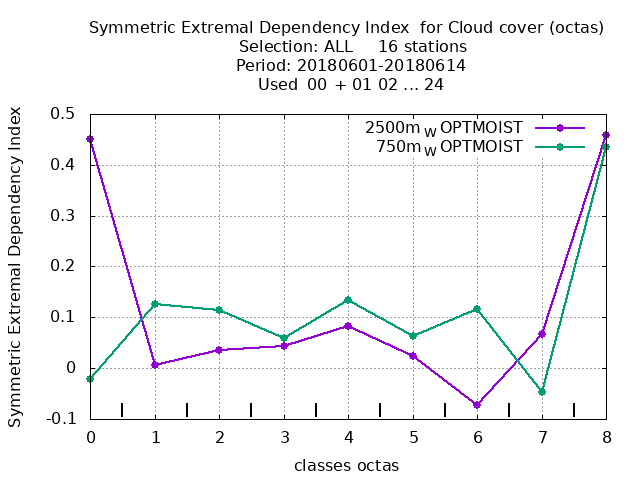 Symmetric Extremal Dependency Index  for Cloud cover (octas)
Selection: ALL     16 stations
Period: 20180601-20180614
Used  00 + 01 02 ... 24
Symmetric Extremal Dependency Index
0.5
0.4
0.3
0.2
0.1
0
-0.1
2500m W OPTMOIST
750m W OPTMOIST
0 1 2 3 4 5 6 7 8
classes octas